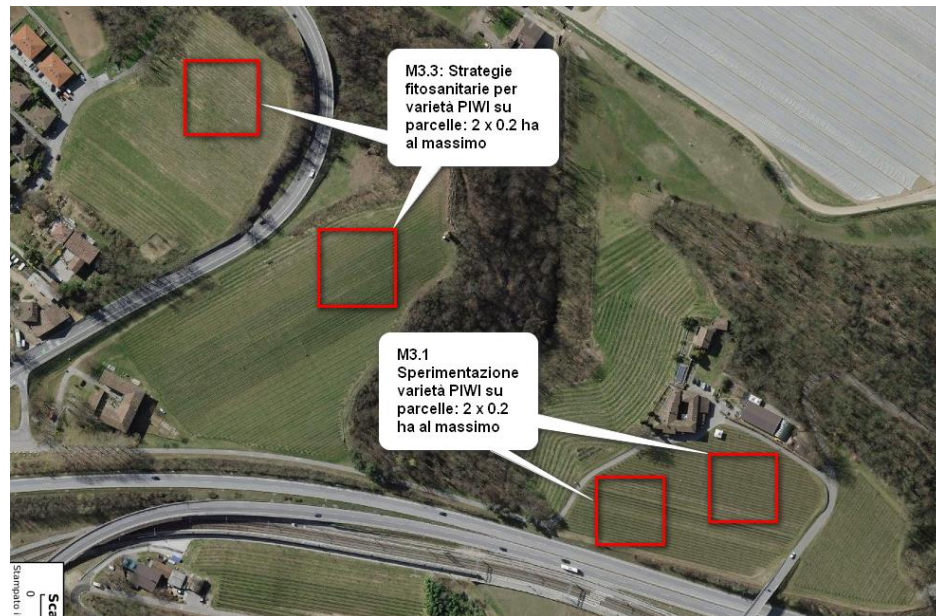 M3.3: Strategie
fitosanitarie per
varietà PIWI su
parcelle: 2 x 0.2 ha
al massimo
M3.1
Sperimentazione
varietà PIWI su
parcelle: 2 x 0.2
ha al massimo
Sca
0
Stampato i